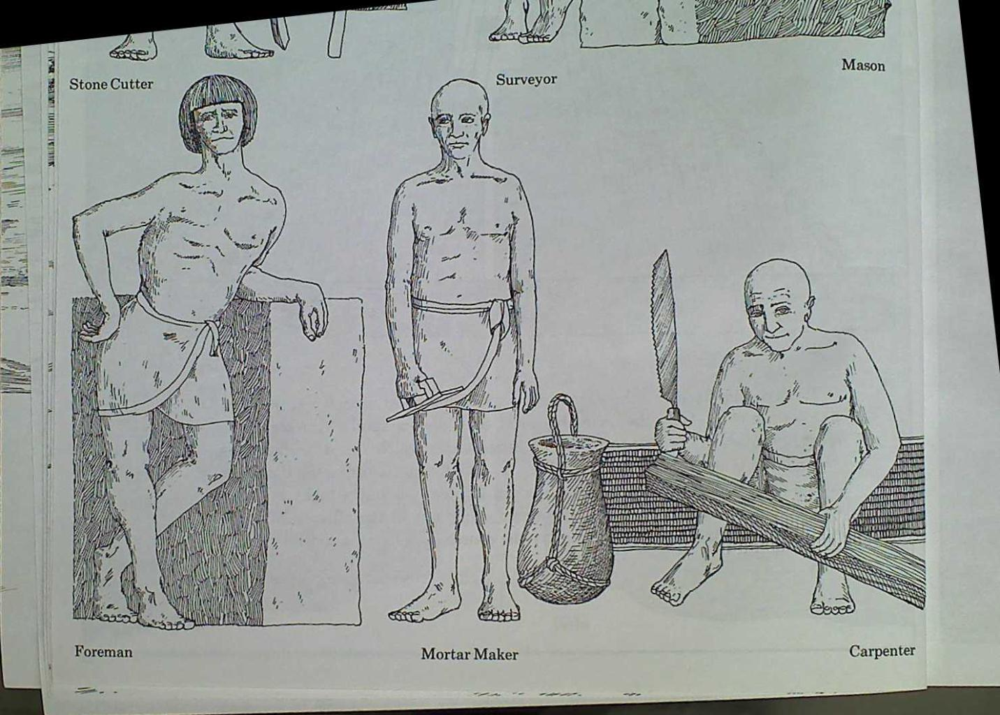 Stone Cutter
Surveyor
Mason
Foreman
Mortar Maker
Carpenter